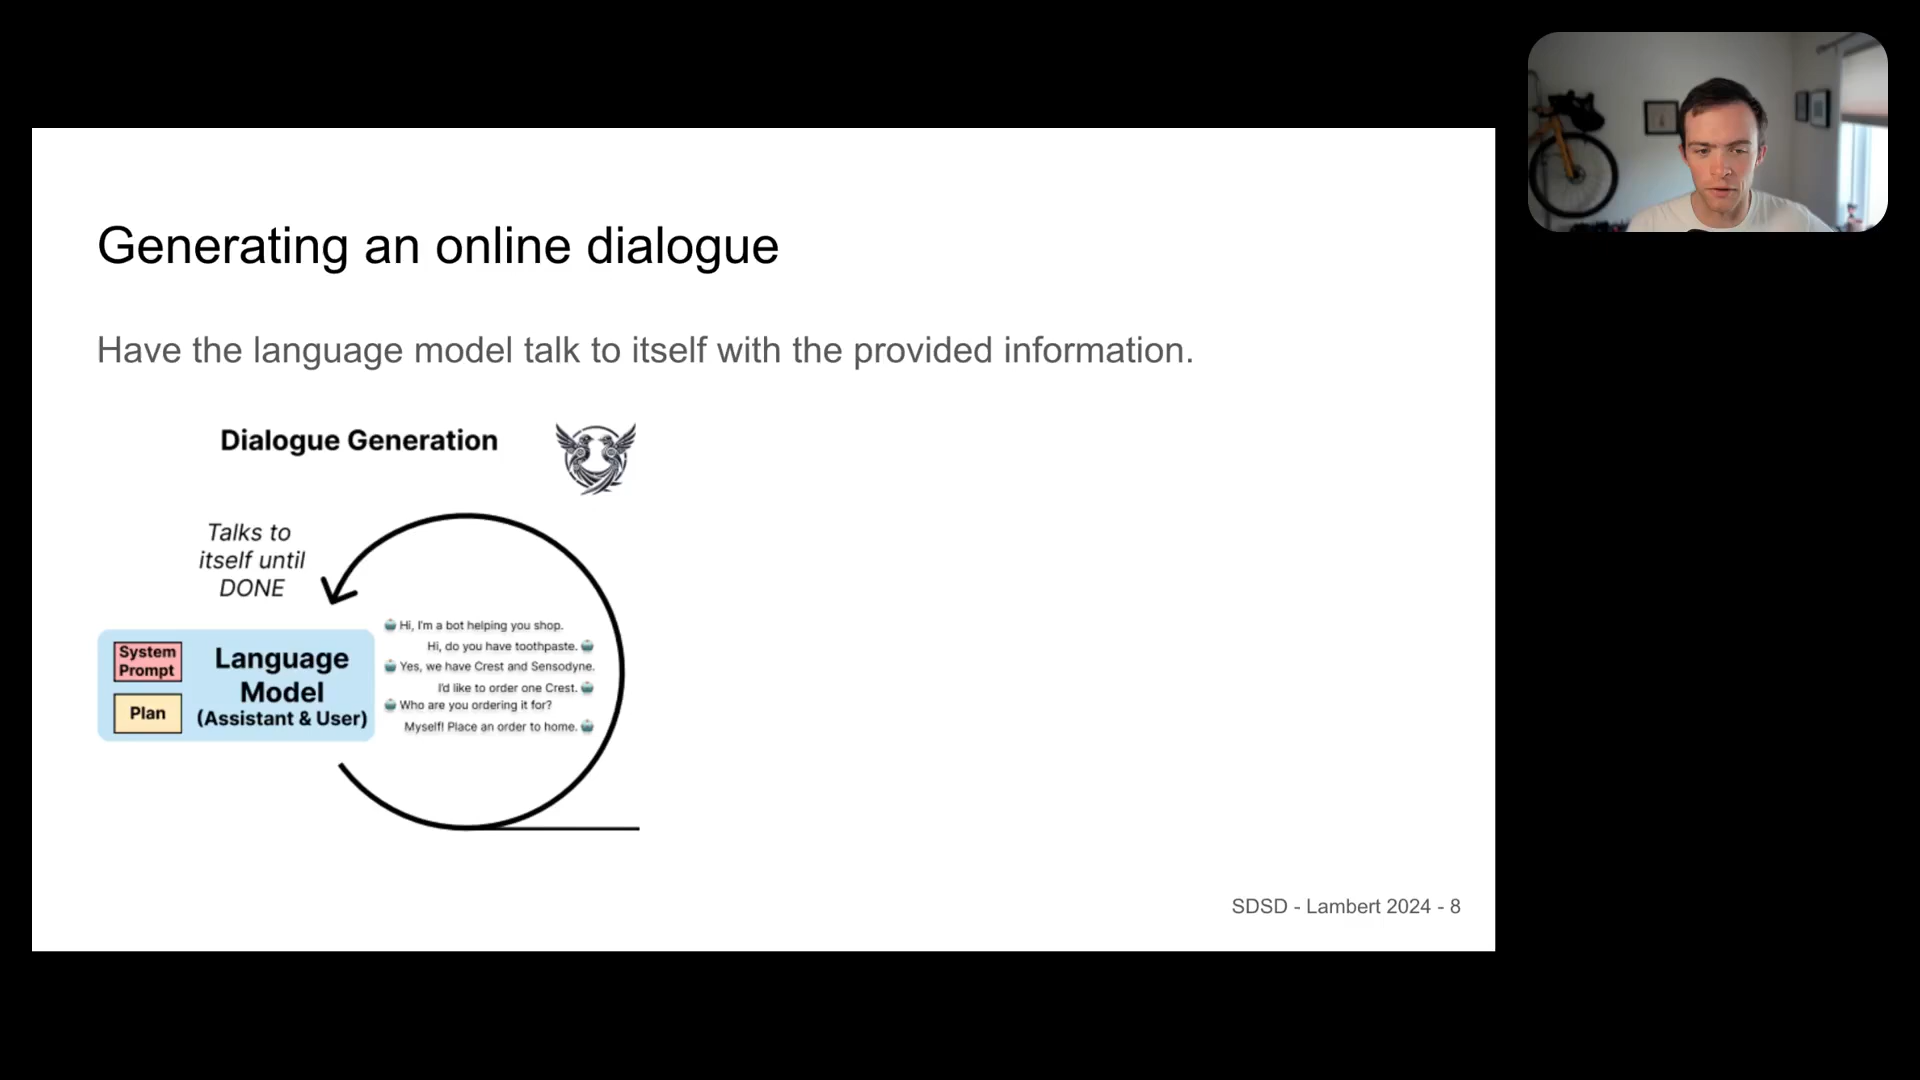 Generating an online dialogue
Have the language model talk to itself with the provided information.
Dialogue Generation
Talks to
itself until
DONE
System
Prompt
Plan
Language
Model
(Assistant & User)
Hi, I'm a bot helping you shop.
Hi, do you have toothpaste.
Yes, we have Crest and Sensodyne.
I'd like to order one Crest.
Who are you ordering it for?
Myself! Place an order to home.
SDSD - Lambert 2024 - 8